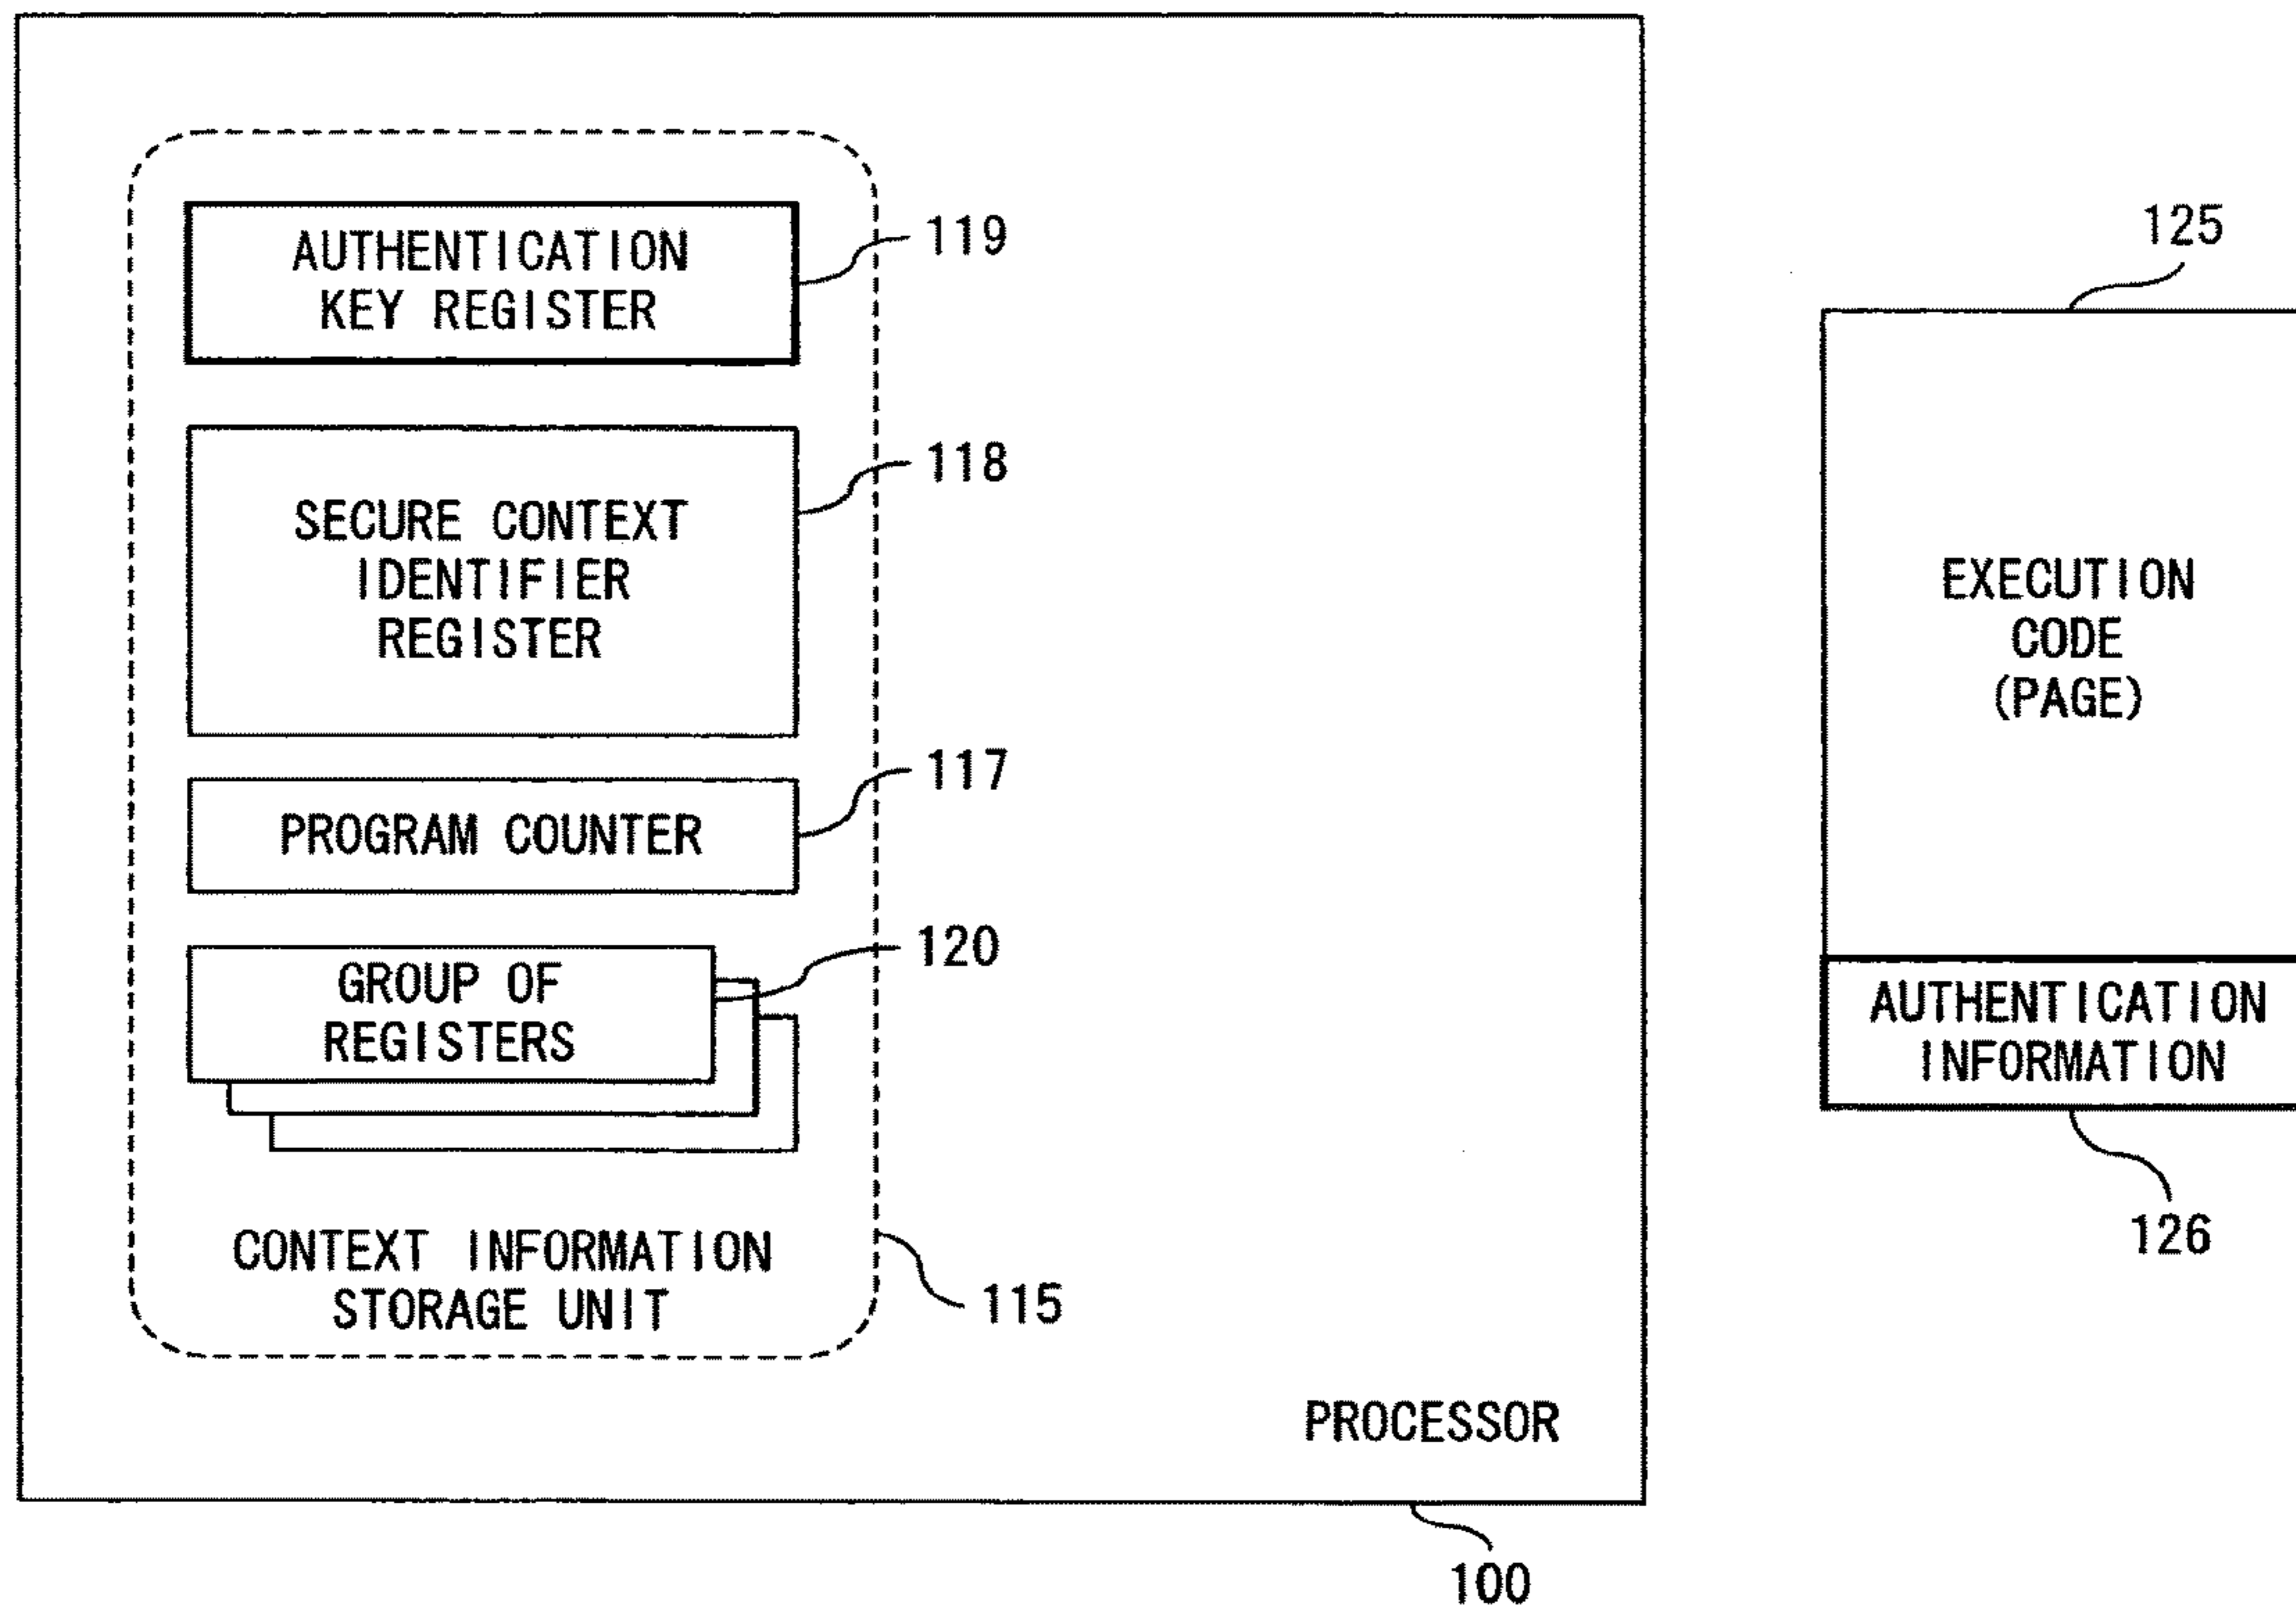 AUTHENTICATION
KEY REGISTER
119
SECURE CONTEXT
IDENTIFIER
REGISTER
118
PROGRAM COUNTER
117
GROUP OF
REGISTERS
120
CONTEXT INFORMATION
STORAGE UNIT
115
PROCESSOR
100
125
EXECUTION
CODE
(PAGE)
AUTHENTICATION
INFORMATION
126